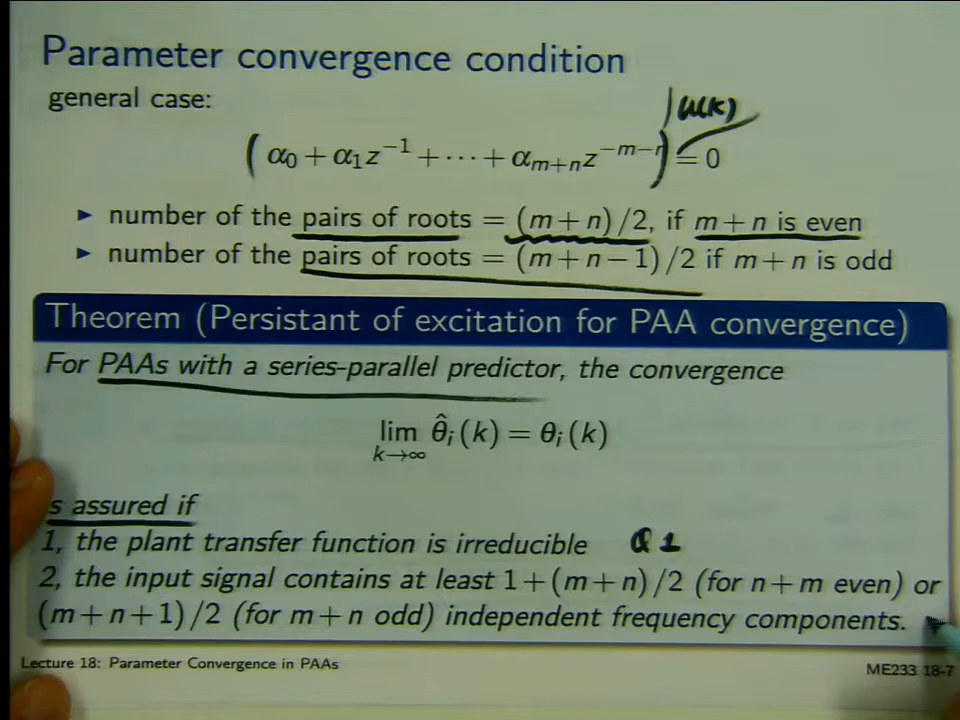 Parameter convergence condition
general case:
u(k)
(α₀ + α₁z⁻¹ + ⋯ + αₘ₊ₙz⁻ᵐ⁻ ) = 0
► number of the pairs of roots = (m+n)/2, if m+n is even
► number of the pairs of roots = (m+n−1)/2 if m+n is odd
Theorem (Persistant of excitation for PAA convergence)
For PAAs with a series-parallel predictor, the convergence
lim θ̂ᵢ(k) = θᵢ(k)
k→∞
s assured if
1, the plant transfer function is irreducible
2, the input signal contains at least 1+(m+n)/2 (for n+m even) or
(m+n+1)/2 (for m+n odd) independent frequency components.
Lecture 18: Parameter Convergence in PAAs
ME233 18-7